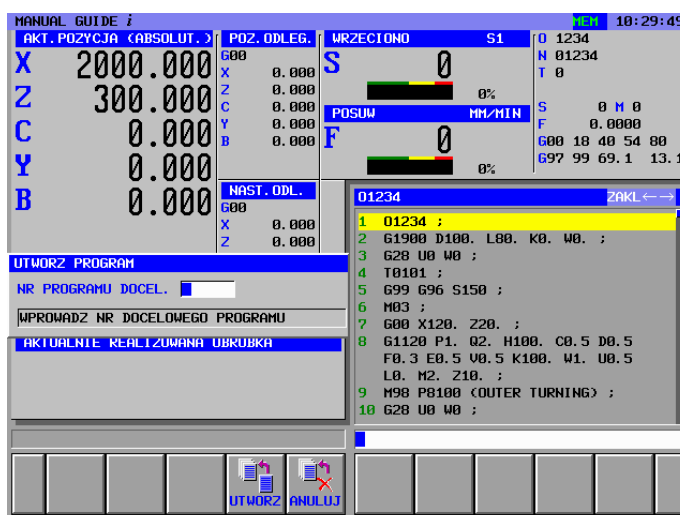 MANUAL GUIDE i
MEM 10:29:49
AKT.POZYCJA (ABSOLUT.)
X 2000.000
Z 300.000
C 0.000
Y 0.000
B 0.000
POZ.ODLEG.
G00
X 0.000
Z 0.000
C 0.000
Y 0.000
B 0.000
NAST.ODL.
G00
X 0.000
Z 0.000
WRZECIONO S1
S 0
0%
POSUW MM/MIN
F 0
0%
O 1234
N 01234
T 0
S 0 M 0
F 0.0000
G00 18 40 54 80
G97 99 69.1 13.1
UTWORZ PROGRAM
NR PROGRAMU DOCEL.
WPROWADZ NR DOCELOWEGO PROGRAMU
AKTUALNIE REALIZOWANA OBROBKA
O1234 ZAKL←→
1 O1234 ;
2 G1900 D100. L80. K0. W0. ;
3 G28 U0 W0 ;
4 T0101 ;
5 G99 G96 S150 ;
6 M03 ;
7 G00 X120. Z20. ;
8 G1120 P1. Q2. H100. C0.5 D0.5
F0.3 E0.5 V0.5 K100. W1. U0.5
L0. M2. Z10. ;
9 M98 P8100 (OUTER TURNING) ;
10 G28 U0 W0 ;
UTWORZ
ANULUJ